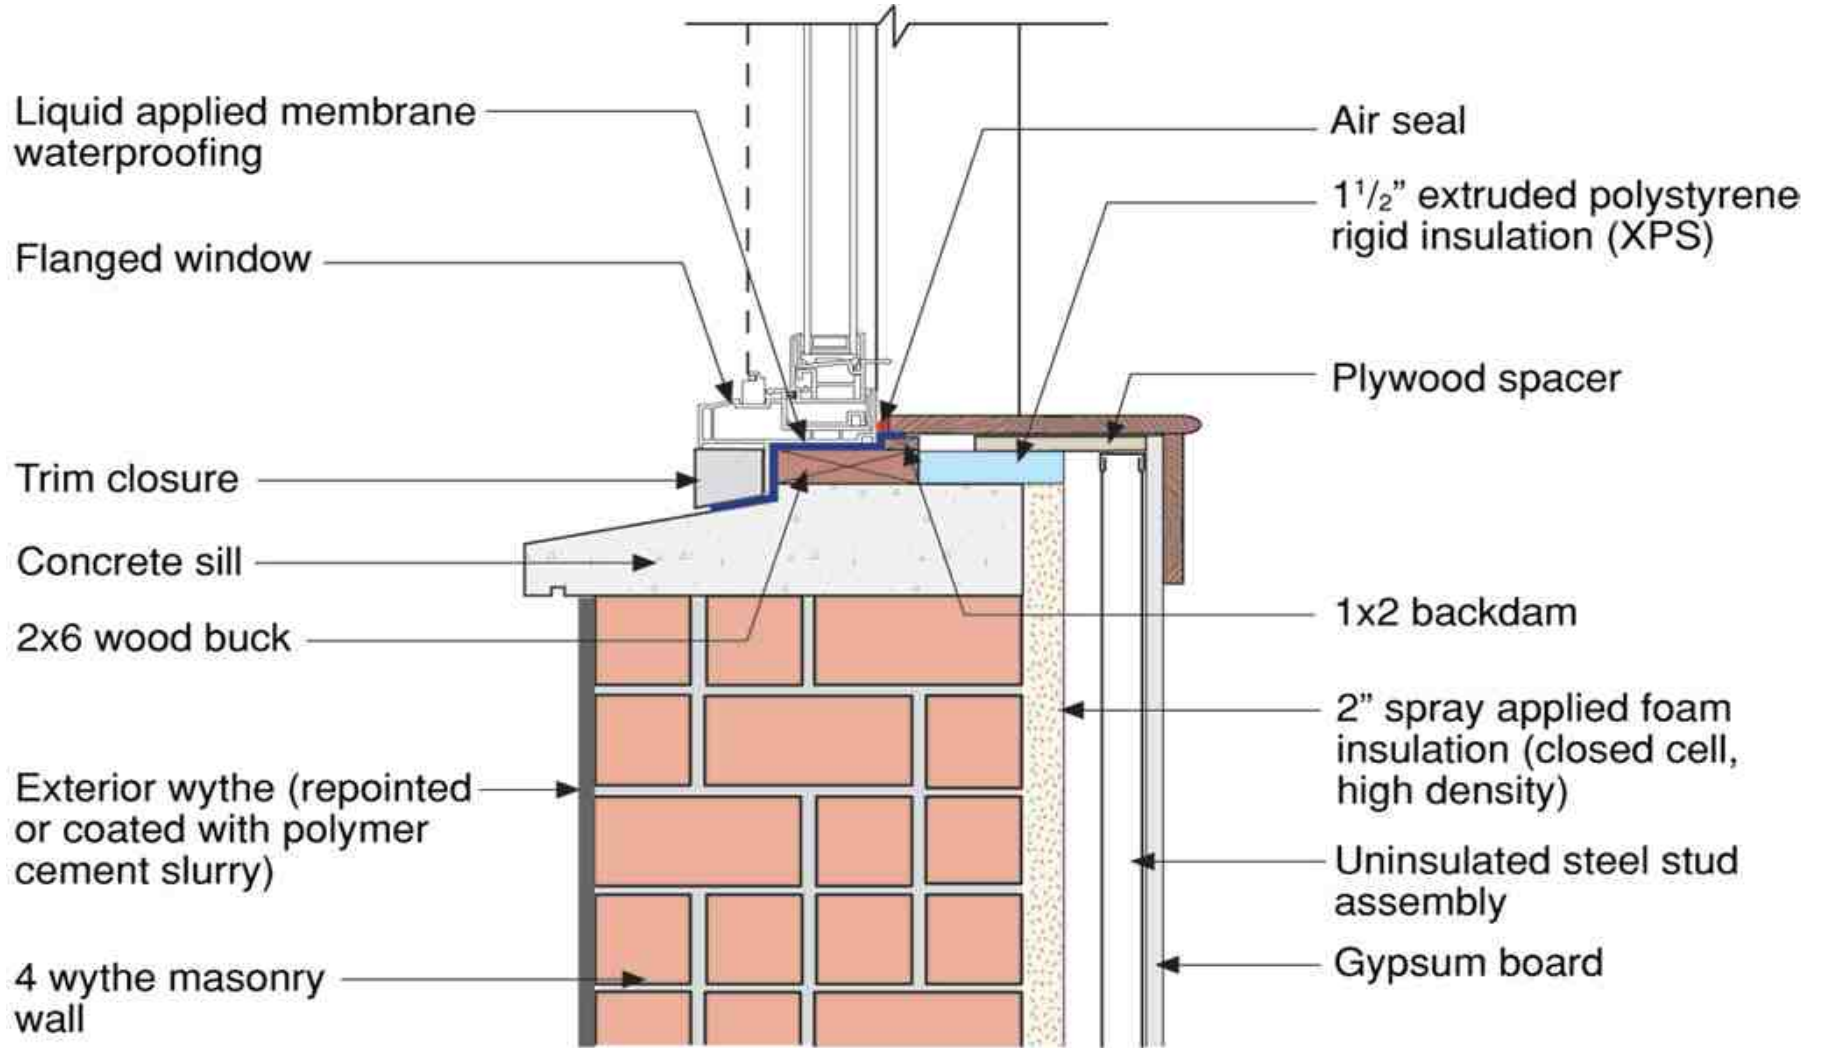 Liquid applied membrane
waterproofing
Flanged window
Trim closure
Concrete sill
2x6 wood buck
Exterior wythe (repointed
or coated with polymer
cement slurry)
4 wythe masonry
wall
Air seal
1¹/₂” extruded polystyrene
rigid insulation (XPS)
Plywood spacer
1x2 backdam
2” spray applied foam
insulation (closed cell,
high density)
Uninsulated steel stud
assembly
Gypsum board